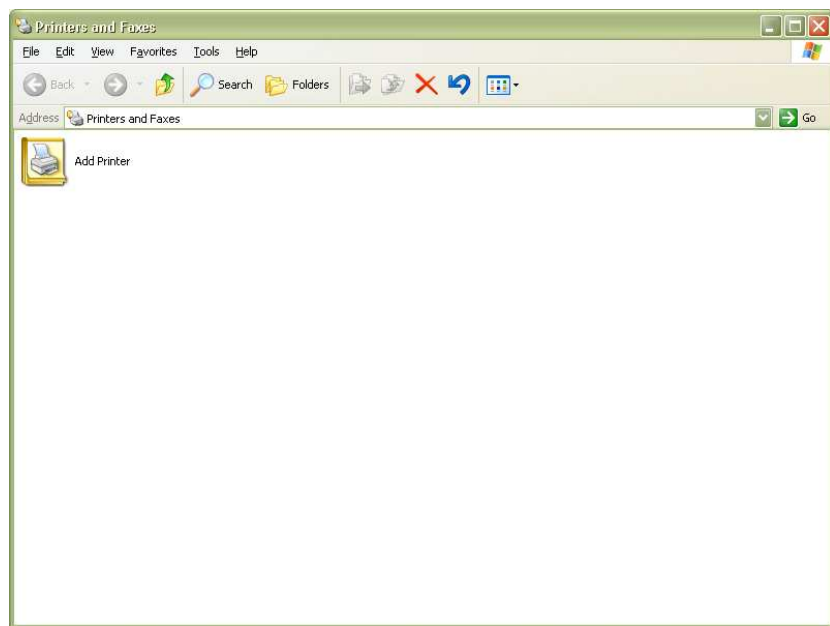 Printers and Faxes
File Edit View Favorites Tools Help
Back Search Folders
Address Printers and Faxes Go
Add Printer